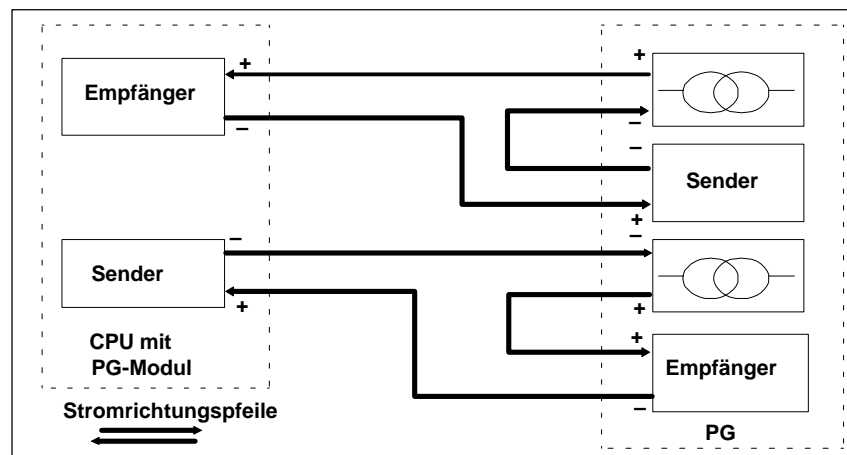 +
+
Empfänger
–
–
–
Sender
+
–
–
Sender
+
+
CPU mit
PG-Modul
+
Empfänger
Stromrichtungspfeile
–
PG